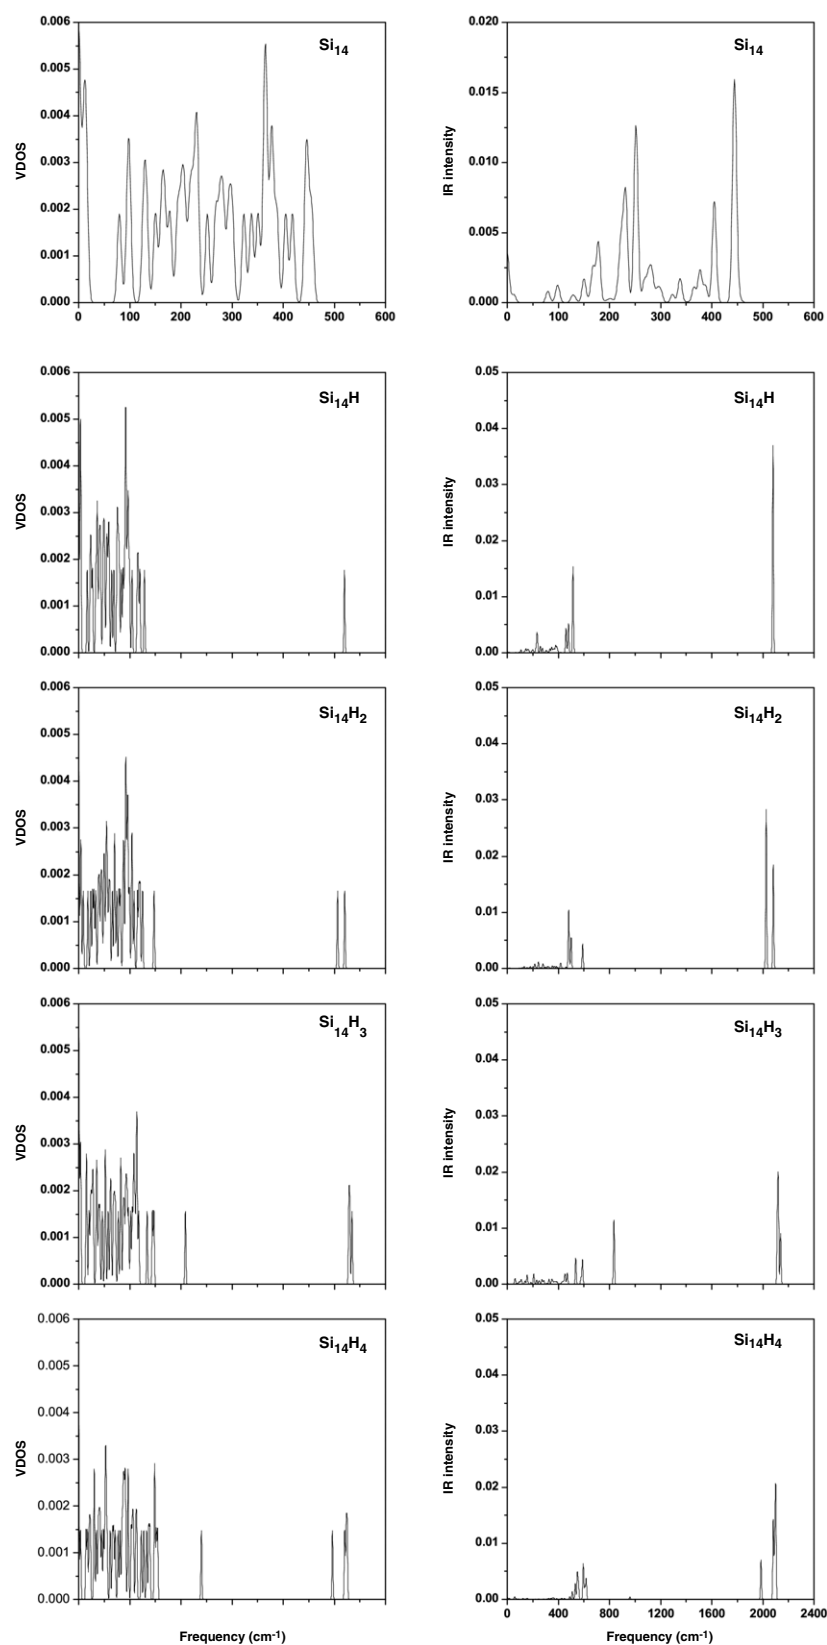 0.006
0.005
0.004
0.003
0.002
0.001
0.000
VDOS
Si14
0 100 200 300 400 500 600
0.020
0.015
0.010
0.005
0.000
IR intensity
Si14
0 100 200 300 400 500 600
0.006
0.005
0.004
0.003
0.002
0.001
0.000
VDOS
Si14H
0.05
0.04
0.03
0.02
0.01
0.00
IR intensity
Si14H
0.006
0.005
0.004
0.003
0.002
0.001
0.000
VDOS
Si14H2
0.05
0.04
0.03
0.02
0.01
0.00
IR intensity
Si14H2
0.006
0.005
0.004
0.003
0.002
0.001
0.000
VDOS
Si14H3
0.05
0.04
0.03
0.02
0.01
0.00
IR intensity
Si14H3
0.006
0.005
0.004
0.003
0.002
0.001
0.000
VDOS
Si14H4
Frequency (cm-1)
0.05
0.04
0.03
0.02
0.01
0.00
IR intensity
Si14H4
0 400 800 1200 1600 2000 2400
Frequency (cm-1)